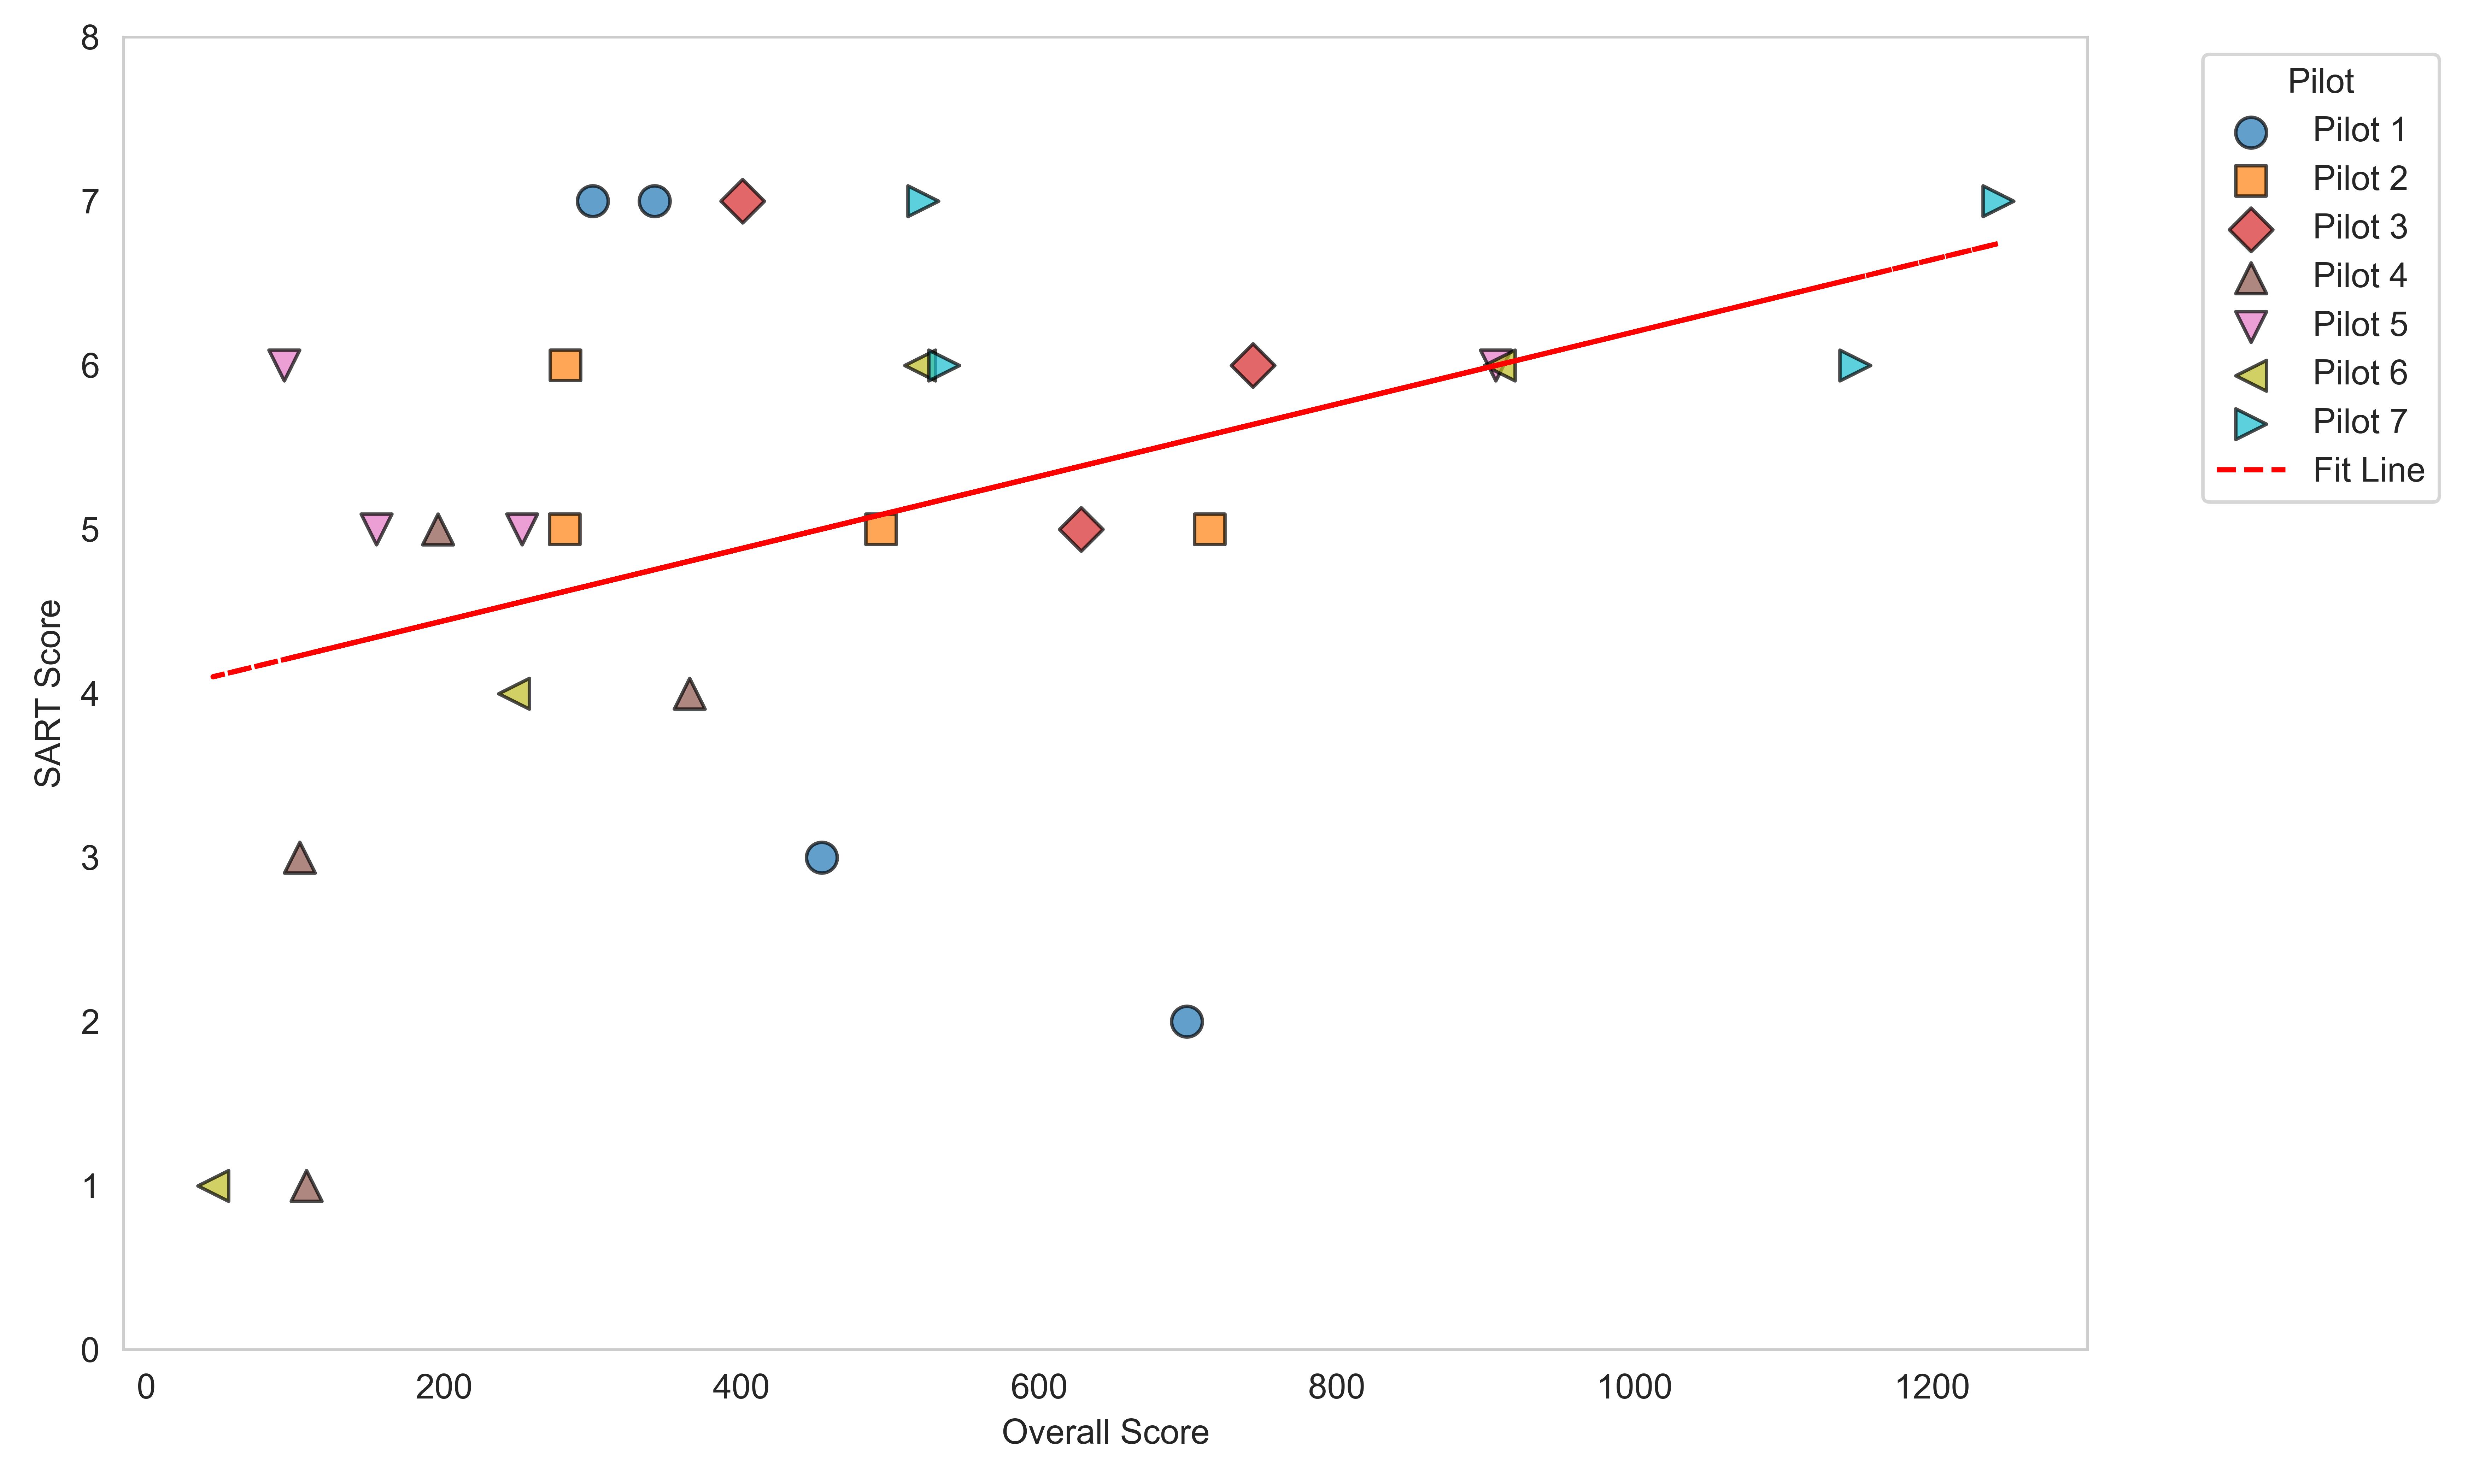 8
7
6
5
4
3
2
1
0
SART Score
0 200 400 600 800 1000 1200
Overall Score
Pilot
Pilot 1
Pilot 2
Pilot 3
Pilot 4
Pilot 5
Pilot 6
Pilot 7
Fit Line